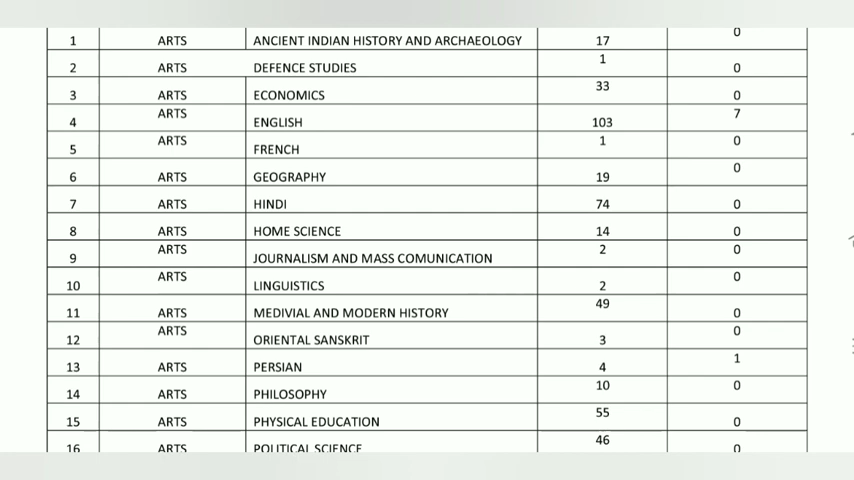 1 ARTS ANCIENT INDIAN HISTORY AND ARCHAEOLOGY 17 0
2 ARTS DEFENCE STUDIES 1 0
3 ARTS ECONOMICS 33 0
4 ARTS ENGLISH 103 7
5 ARTS FRENCH 1 0
6 ARTS GEOGRAPHY 19 0
7 ARTS HINDI 74 0
8 ARTS HOME SCIENCE 14 0
9 ARTS JOURNALISM AND MASS COMUNICATION 2 0
10 ARTS LINGUISTICS 2 0
11 ARTS MEDIVIAL AND MODERN HISTORY 49 0
12 ARTS ORIENTAL SANSKRIT 3 0
13 ARTS PERSIAN 4 1
14 ARTS PHILOSOPHY 10 0
15 ARTS PHYSICAL EDUCATION 55 0
16 ARTS POLITICAL SCIENCE 46 0